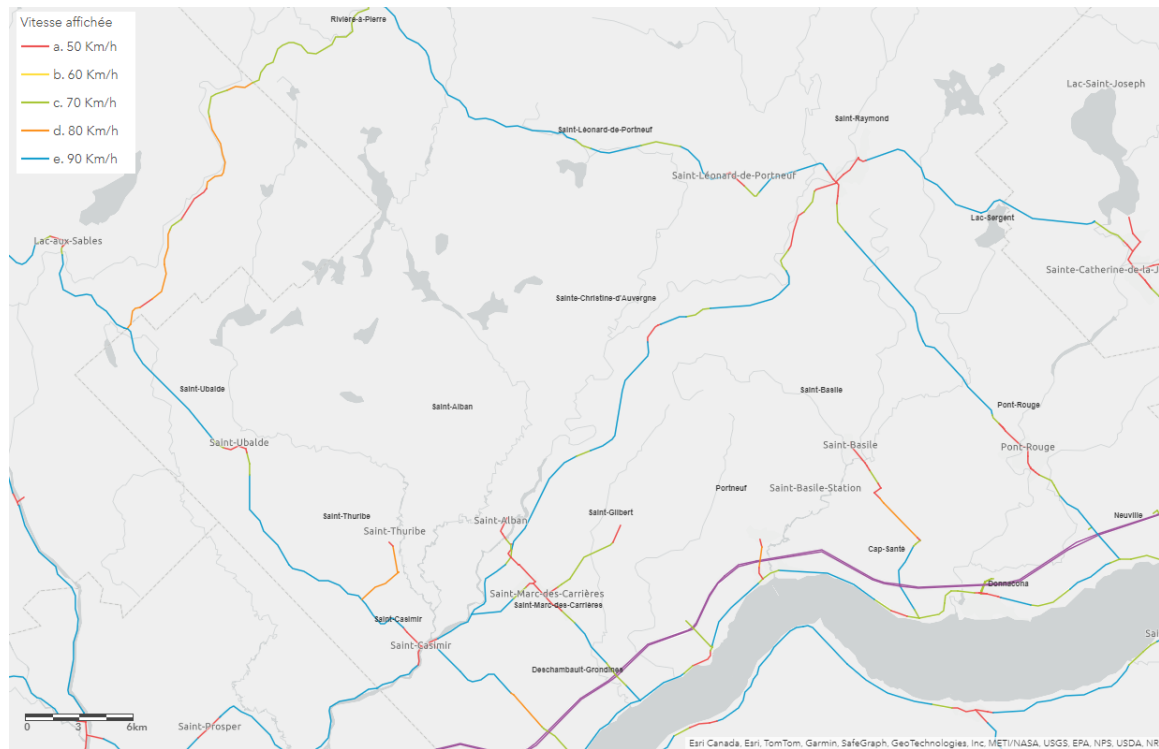 Vitesse affichée
a. 50 Km/h
b. 60 Km/h
c. 70 Km/h
d. 80 Km/h
e. 90 Km/h
Rivière-à-Pierre
Lac-Saint-Joseph
Saint-Raymond
Saint-Léonard-de-Portneuf
Saint-Léonard-de-Portneuf
Lac-Sergent
Lac-aux-Sables
Sainte-Catherine-de-la-J
Sainte-Christine-d'Auvergne
Saint-Ubalde
Saint-Basile
Saint-Alban
Pont-Rouge
Saint-Ubalde
Saint-Basile
Pont-Rouge
Portneuf
Saint-Basile-Station
Saint-Thuribe
Saint-Gilbert
Neuville
Saint-Alban
Saint-Thuribe
Cap-Santé
Donnacona
Saint-Marc-des-Carrières
Saint-Marc-des-Carrières
Saint-Casimir
Sai
Saint-Casimir
Deschambault-Grondines
Saint-Prosper
0 3 6km
Esri Canada, Esri, TomTom, Garmin, SafeGraph, GeoTechnologies, Inc, METI/NASA, USGS, EPA, NPS, USDA, NR